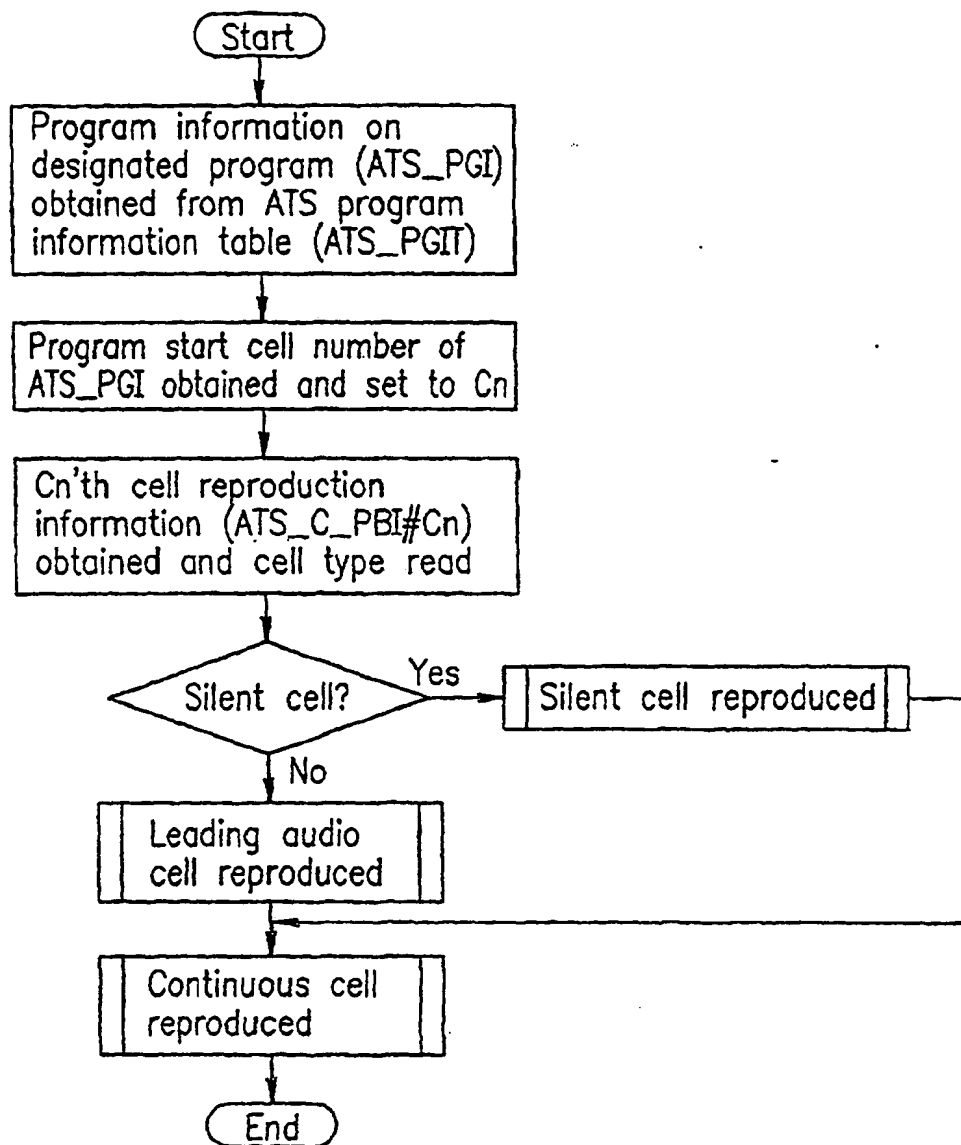 Start
Program information on
designated program (ATS_PGI)
obtained from ATS program
information table (ATS_PGIT)
Program start cell number of
ATS_PGI obtained and set to Cn
Cn'th cell reproduction
information (ATS_C_PBI#Cn)
obtained and cell type read
Silent cell?
Yes
Silent cell reproduced
No
Leading audio
cell reproduced
Continuous cell
reproduced
End